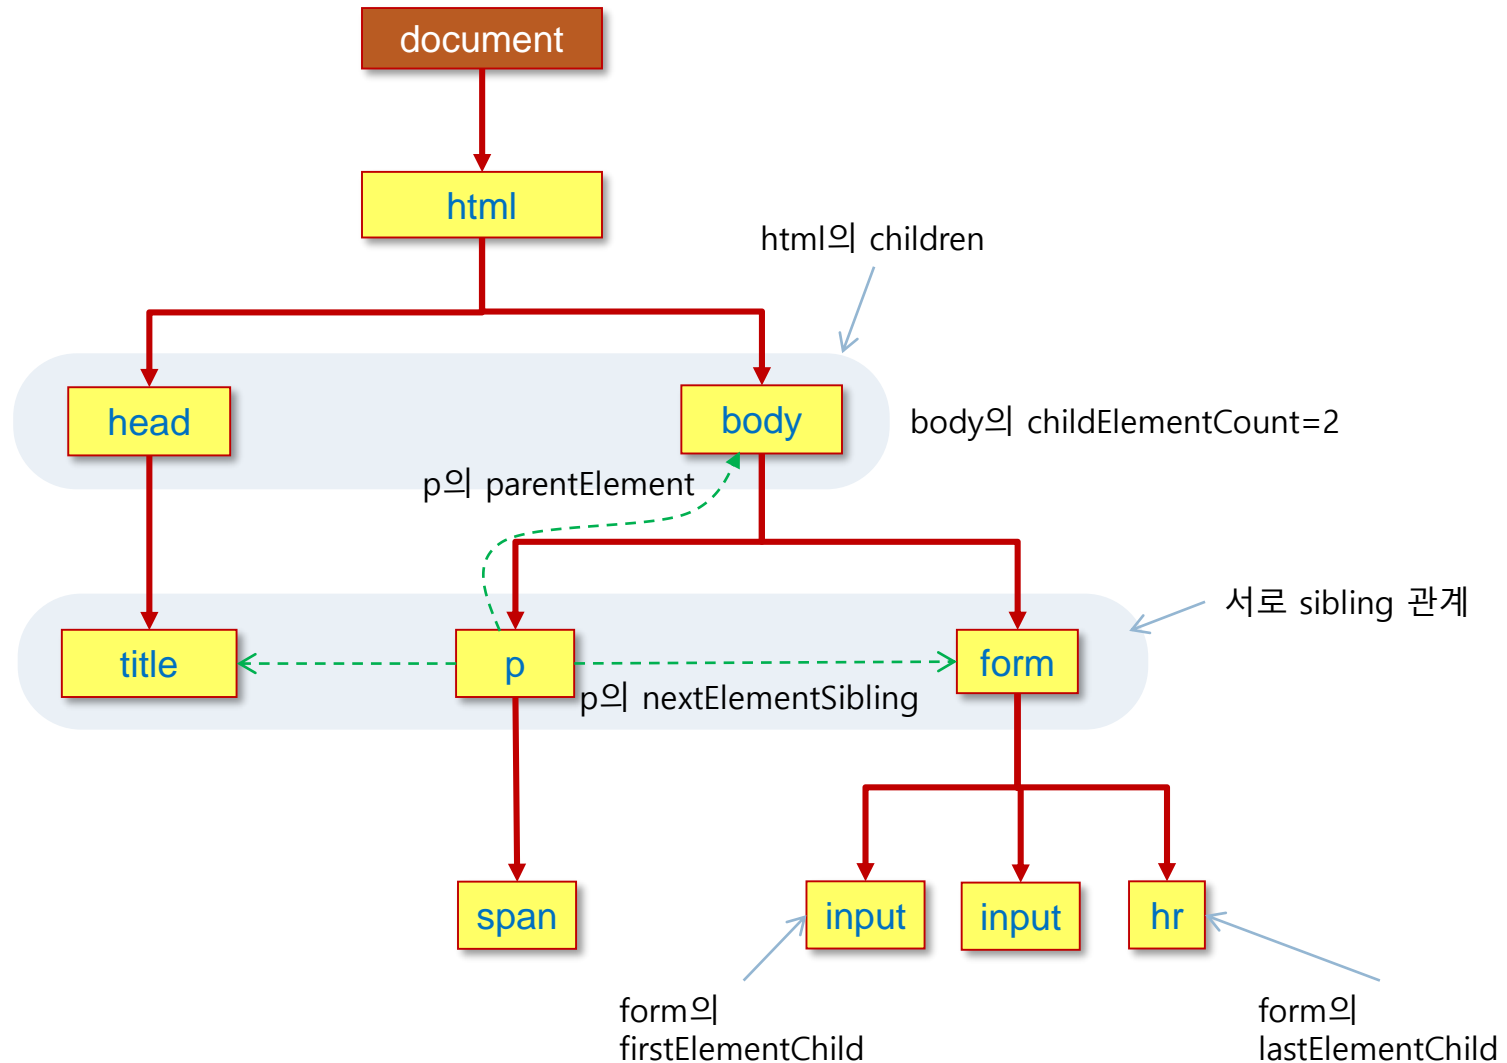 document
html
html의 children
head
body
body의 childElementCount=2
p의 parentElement
서로 sibling 관계
title
p
form
p의 nextElementSibling
span
input
input
hr
form의
firstElementChild
form의
lastElementChild